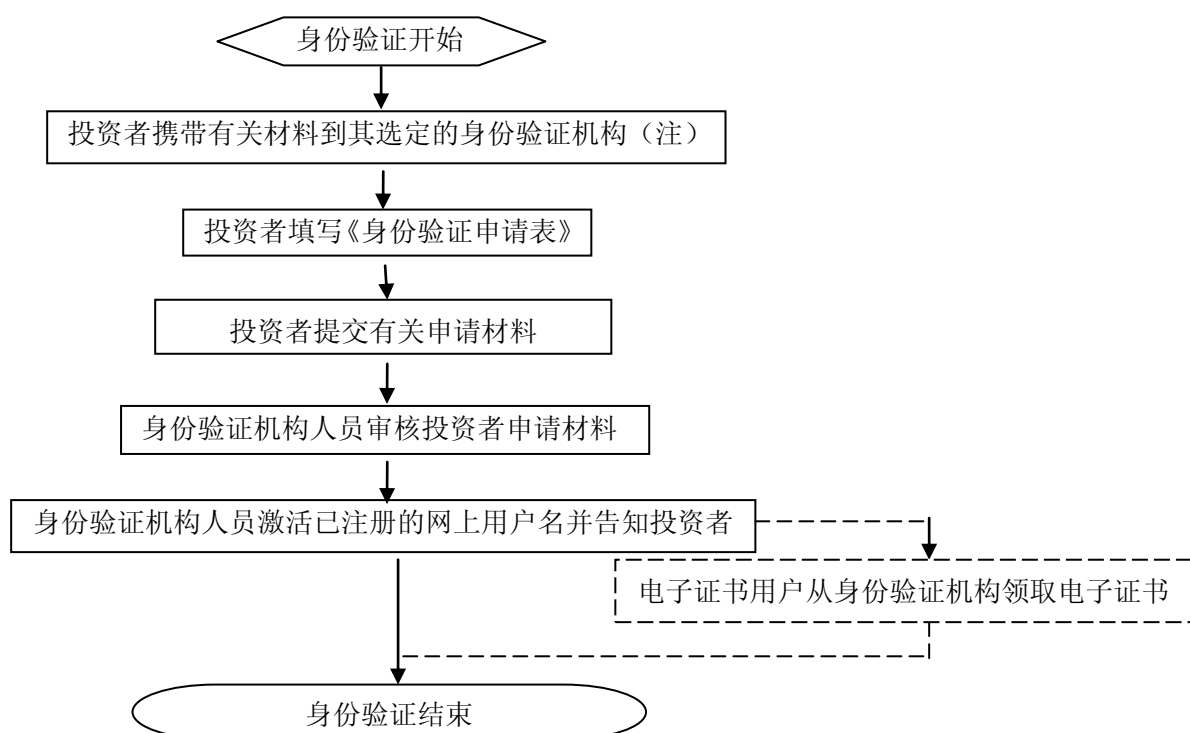 身份验证开始
投资者携带有关材料到其选定的身份验证机构（注）
投资者填写《身份验证申请表》
投资者提交有关申请材料
身份验证机构人员审核投资者申请材料
身份验证机构人员激活已注册的网上用户名并告知投资者
电子证书用户从身份验证机构领取电子证书
身份验证结束